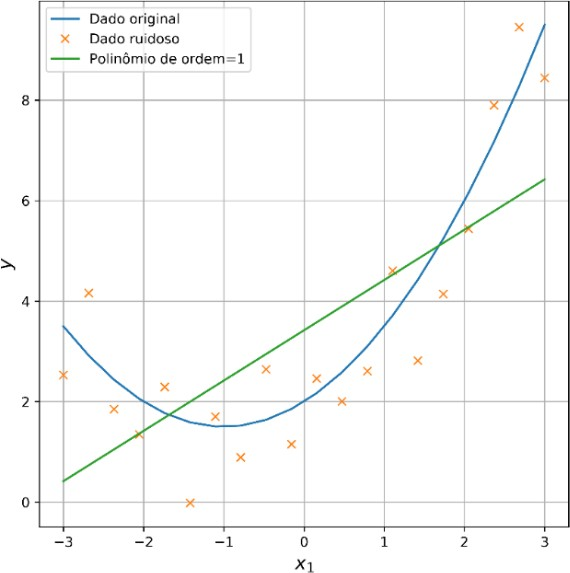 Dado original
Dado ruidoso
Polinômio de ordem=1
8
6
4
2
0
y
−3 −2 −1 0 1 2 3
x₁